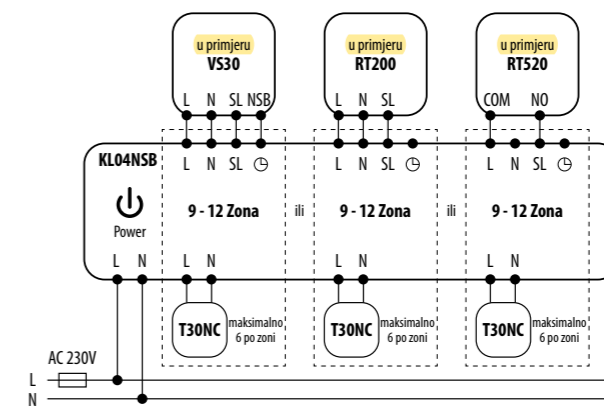 u primjeru
VS30
L N SL NSB
u primjeru
RT200
L N SL
u primjeru
RT520
COM NO
KL04NSB
Power
L N
L N SL
9 - 12 Zona
L N
ili
L N SL
9 - 12 Zona
L N
ili
L N SL
9 - 12 Zona
L N
T30NC
maksimalno
6 po zoni
T30NC
maksimalno
6 po zoni
T30NC
maksimalno
6 po zoni
AC 230V
L
N